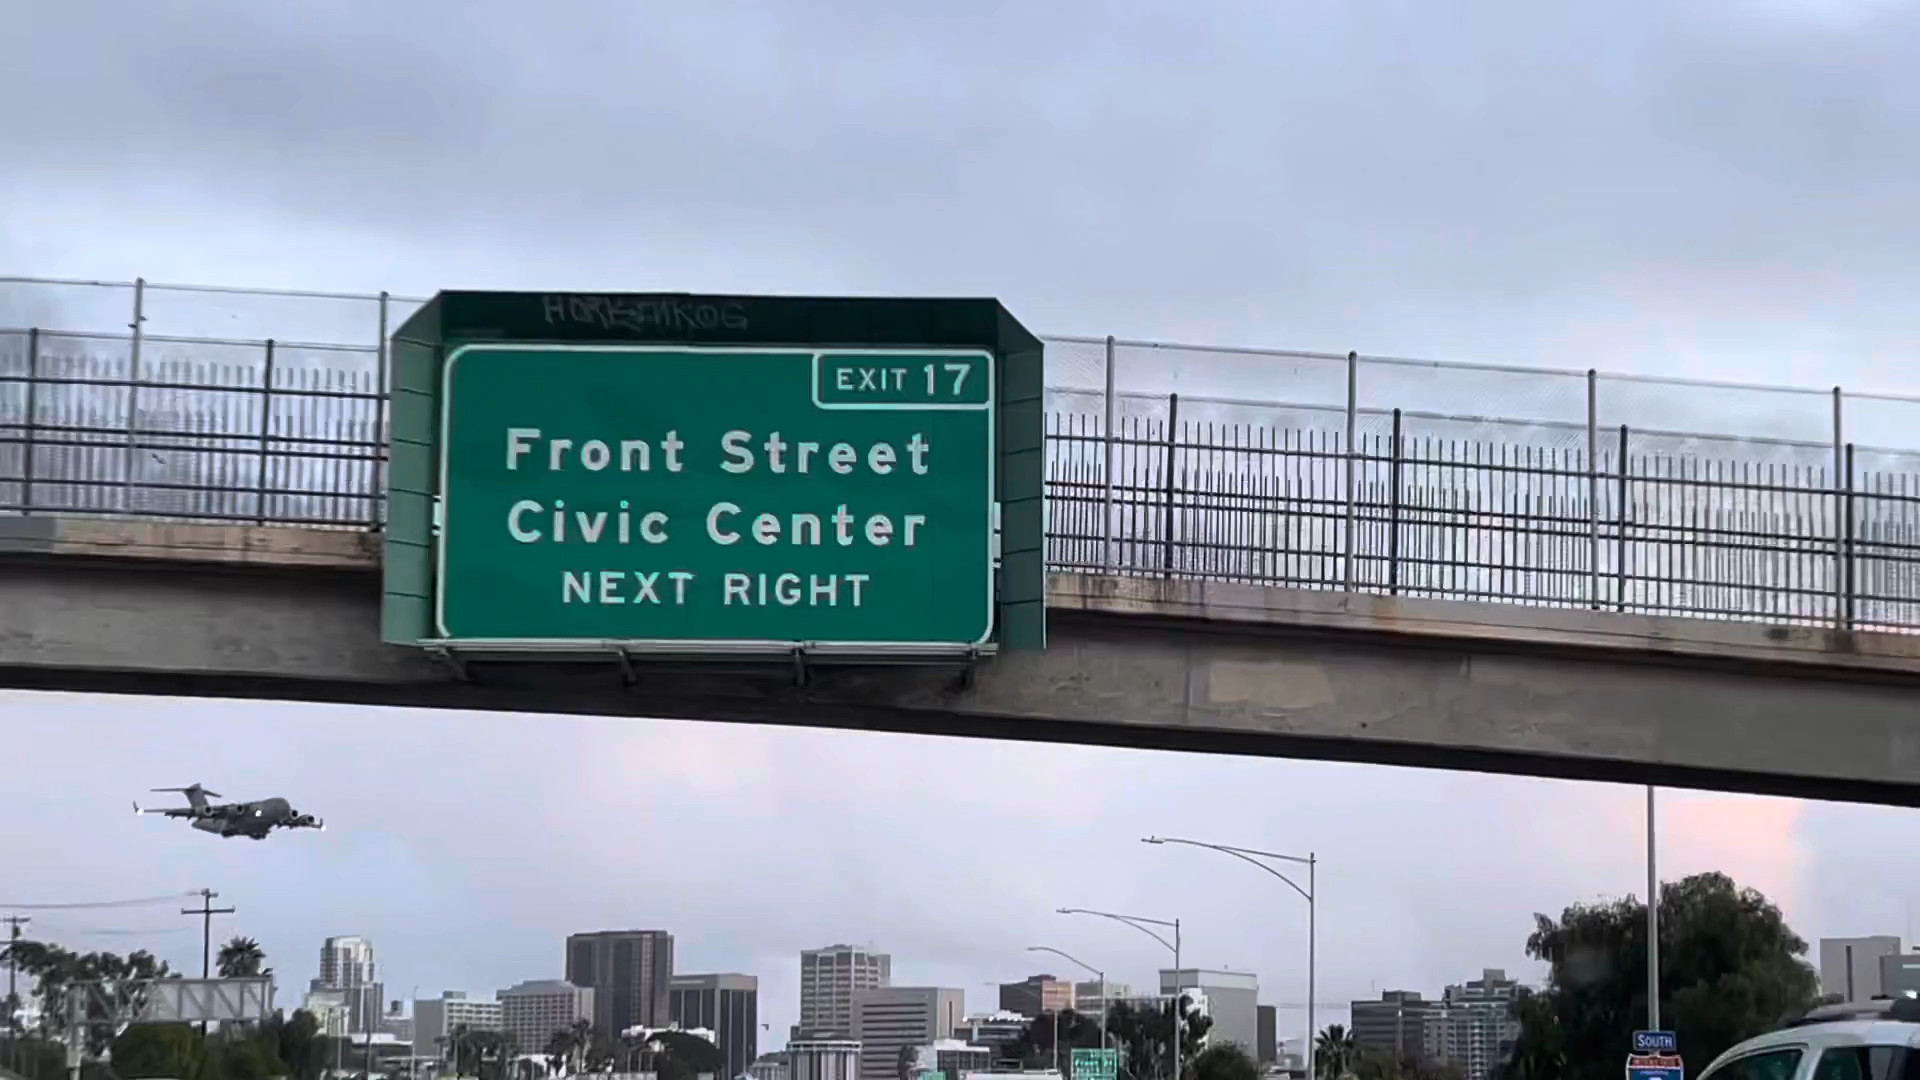 EXIT 17
Front Street
Civic Center
NEXT RIGHT
SOUTH